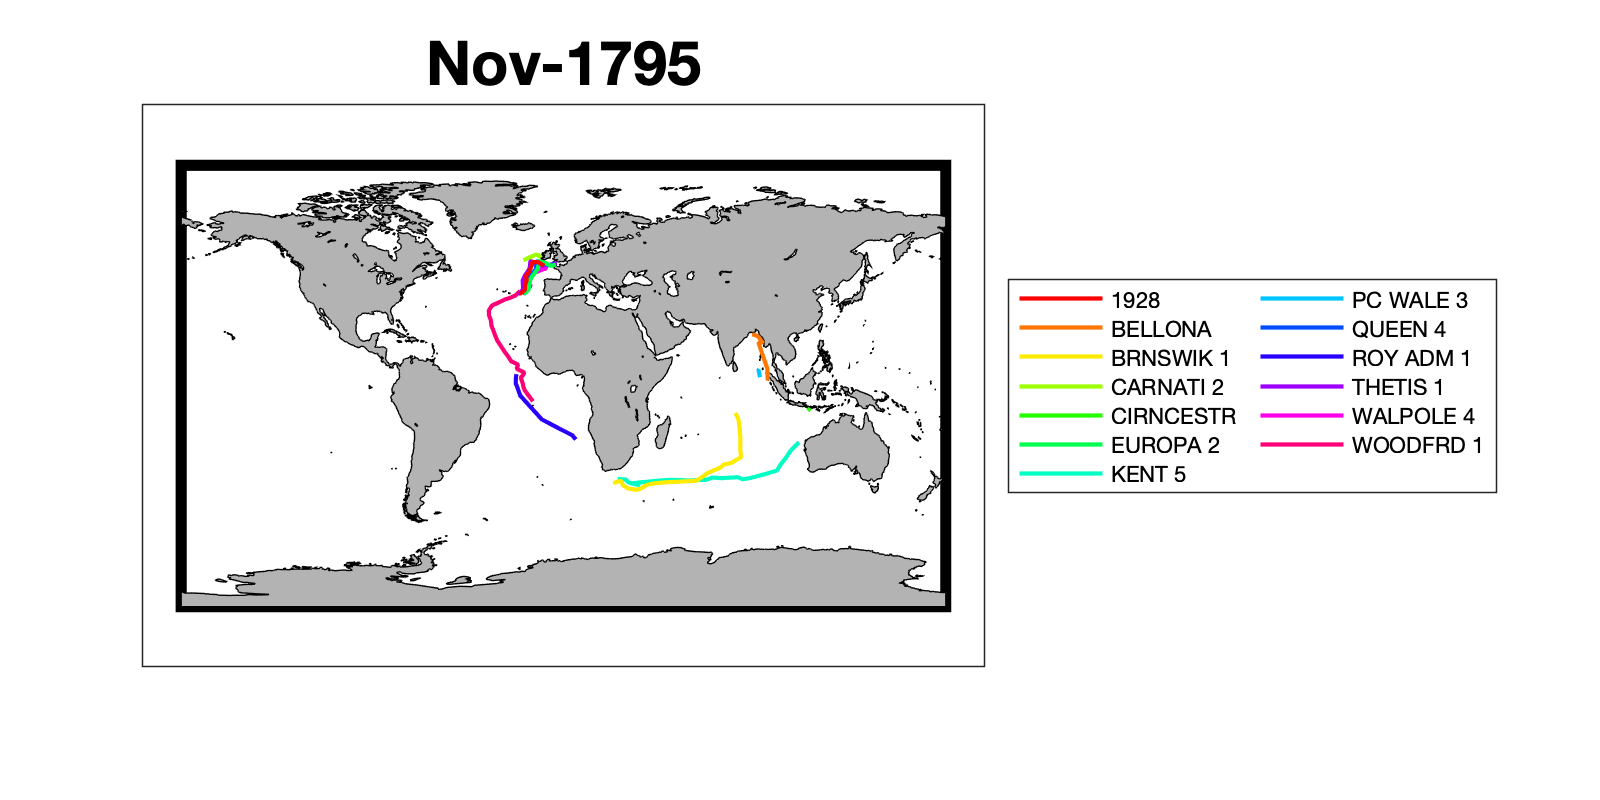 Nov-1795
1928
BELLONA
BRNSWIK 1
CARNATI 2
CIRNCESTR
EUROPA 2
KENT 5
PC WALE 3
QUEEN 4
ROY ADM 1
THETIS 1
WALPOLE 4
WOODFRD 1